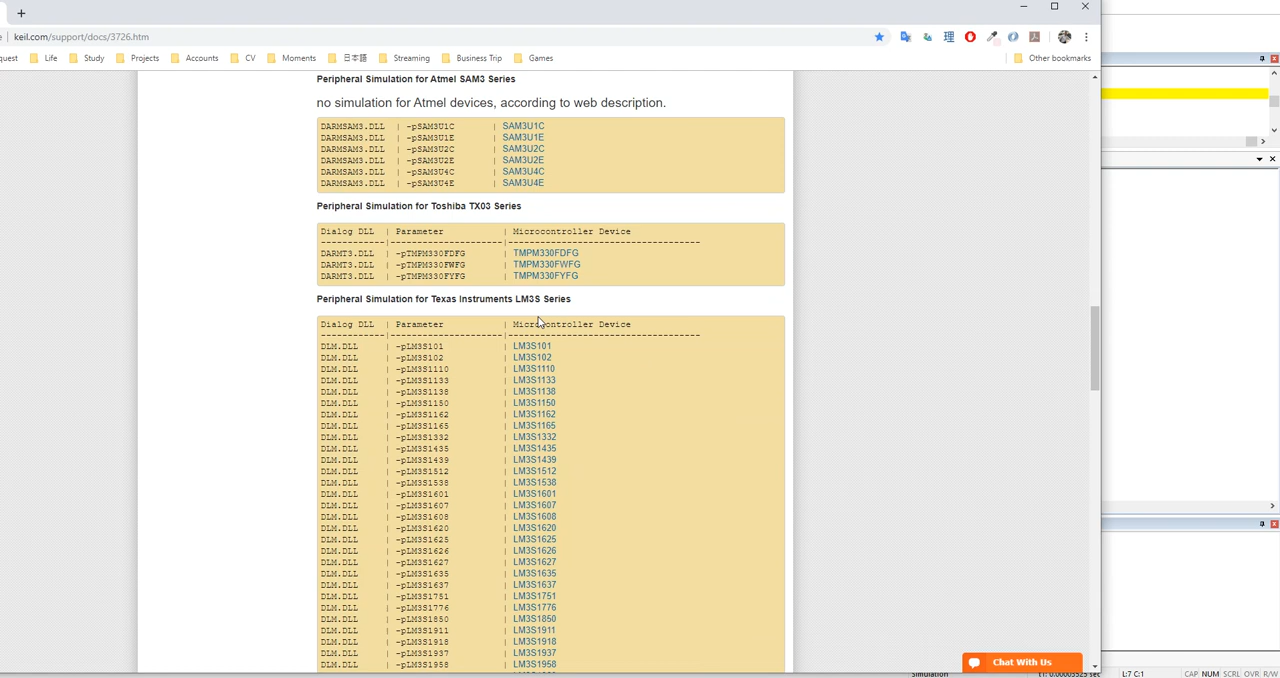 keil.com/support/docs/3726.htm
quest Life Study Projects Accounts CV Moments 日本語 Streaming Business Trip Games Other bookmarks
Peripheral Simulation for Atmel SAM3 Series
no simulation for Atmel devices, according to web description.
DARMSAM3.DLL | -pSAM3U1C | SAM3U1C
DARMSAM3.DLL | -pSAM3U1E | SAM3U1E
DARMSAM3.DLL | -pSAM3U2C | SAM3U2C
DARMSAM3.DLL | -pSAM3U2E | SAM3U2E
DARMSAM3.DLL | -pSAM3U4C | SAM3U4C
DARMSAM3.DLL | -pSAM3U4E | SAM3U4E
Peripheral Simulation for Toshiba TX03 Series
Dialog DLL | Parameter | Microcontroller Device
DARMT3.DLL | -pTMPM330FDFG | TMPM330FDFG
DARMT3.DLL | -pTMPM330FWFG | TMPM330FWFG
DARMT3.DLL | -pTMPM330FYFG | TMPM330FYFG
Peripheral Simulation for Texas Instruments LM3S Series
Dialog DLL | Parameter | Microcontroller Device
DLM.DLL | -pLM3S101 | LM3S101
DLM.DLL | -pLM3S102 | LM3S102
DLM.DLL | -pLM3S1110 | LM3S1110
DLM.DLL | -pLM3S1133 | LM3S1133
DLM.DLL | -pLM3S1138 | LM3S1138
DLM.DLL | -pLM3S1150 | LM3S1150
DLM.DLL | -pLM3S1162 | LM3S1162
DLM.DLL | -pLM3S1165 | LM3S1165
DLM.DLL | -pLM3S1332 | LM3S1332
DLM.DLL | -pLM3S1435 | LM3S1435
DLM.DLL | -pLM3S1439 | LM3S1439
DLM.DLL | -pLM3S1512 | LM3S1512
DLM.DLL | -pLM3S1538 | LM3S1538
DLM.DLL | -pLM3S1601 | LM3S1601
DLM.DLL | -pLM3S1607 | LM3S1607
DLM.DLL | -pLM3S1608 | LM3S1608
DLM.DLL | -pLM3S1620 | LM3S1620
DLM.DLL | -pLM3S1625 | LM3S1625
DLM.DLL | -pLM3S1626 | LM3S1626
DLM.DLL | -pLM3S1627 | LM3S1627
DLM.DLL | -pLM3S1635 | LM3S1635
DLM.DLL | -pLM3S1637 | LM3S1637
DLM.DLL | -pLM3S1751 | LM3S1751
DLM.DLL | -pLM3S1776 | LM3S1776
DLM.DLL | -pLM3S1850 | LM3S1850
DLM.DLL | -pLM3S1911 | LM3S1911
DLM.DLL | -pLM3S1918 | LM3S1918
DLM.DLL | -pLM3S1937 | LM3S1937
DLM.DLL | -pLM3S1958 | LM3S1958
Chat With Us
Simulation L:7 C:1 CAP NUM SCRL OVR R/W